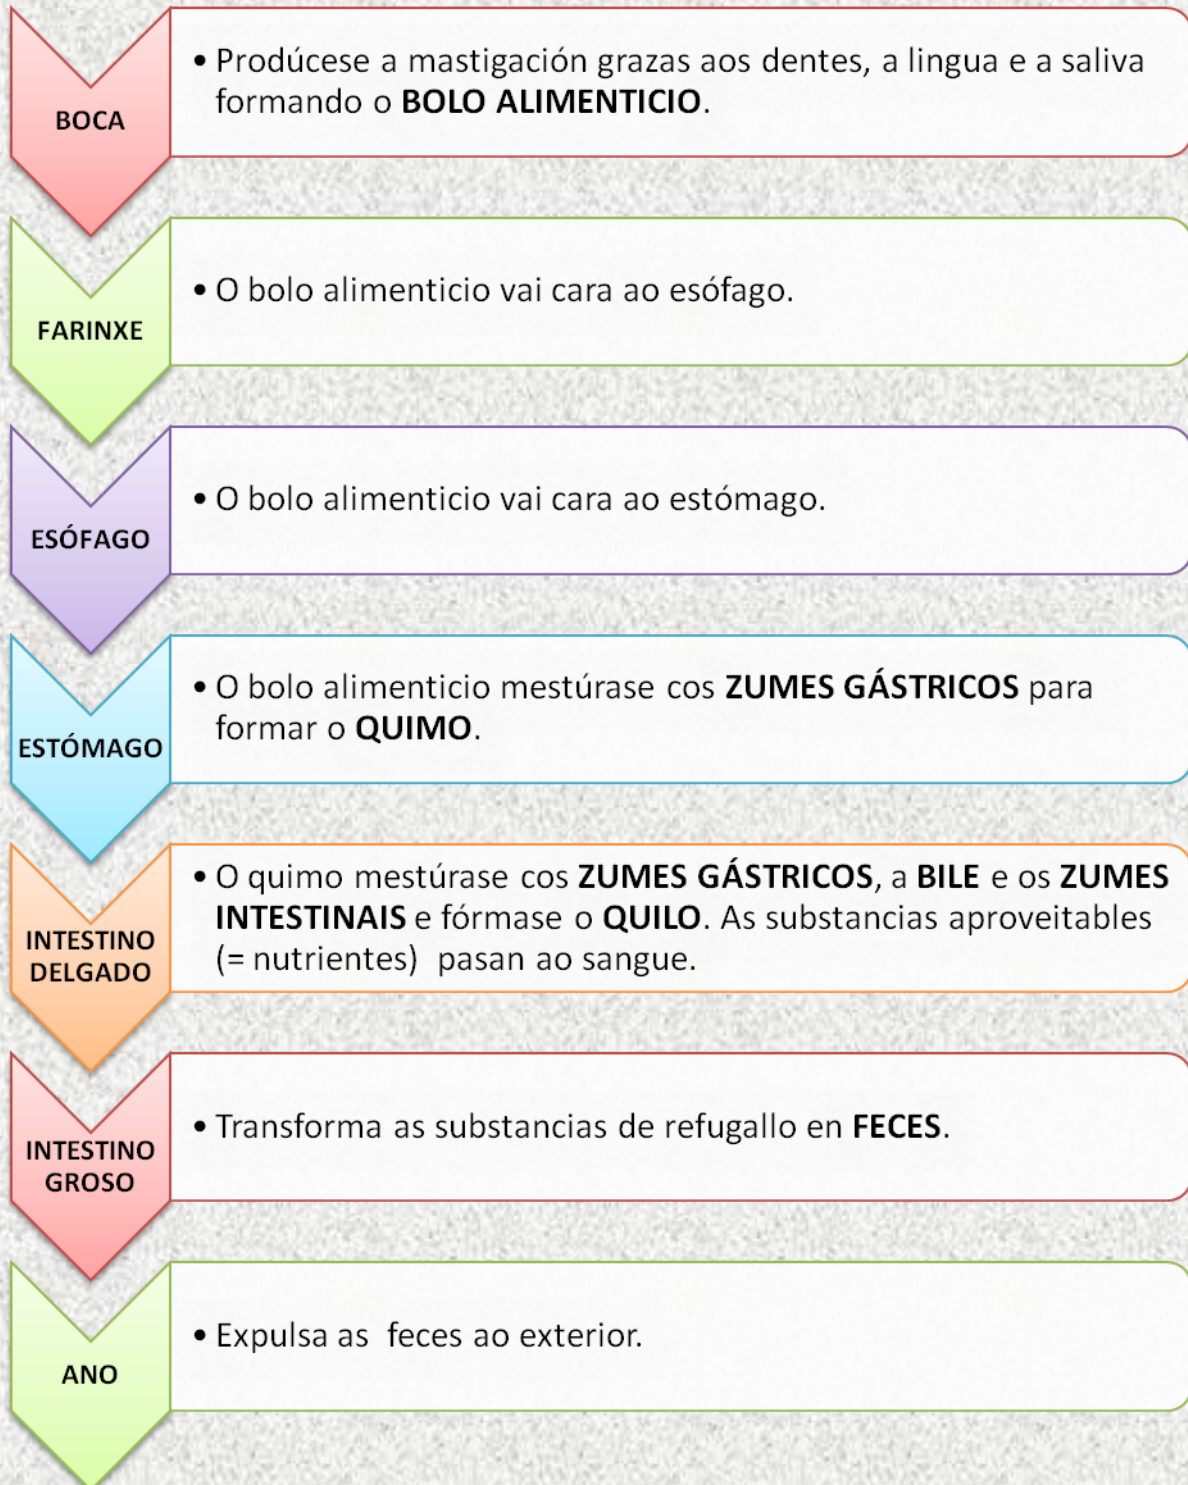 BOCA
• Prodúcese a mastigación grazas aos dentes, a lingua e a saliva
formando o BOLO ALIMENTICIO.
FARINXE
• O bolo alimenticio vai cara ao esófago.
ESÓFAGO
• O bolo alimenticio vai cara ao estómago.
ESTÓMAGO
• O bolo alimenticio mestúrase cos ZUMES GÁSTRICOS para
formar o QUIMO.
INTESTINO
DELGADO
• O quimo mestúrase cos ZUMES GÁSTRICOS, a BILE e os ZUMES
INTESTINAIS e fórmase o QUILO. As substancias aproveitables
(= nutrientes)  pasan ao sangue.
INTESTINO
GROSO
• Transforma as substancias de refugallo en FECES.
ANO
• Expulsa as  feces ao exterior.